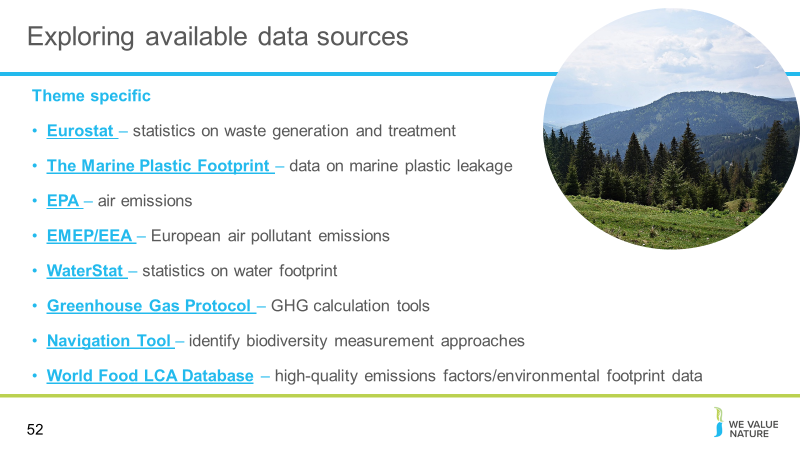 Exploring available data sources
Theme specific
• Eurostat – statistics on waste generation and treatment
• The Marine Plastic Footprint – data on marine plastic leakage
• EPA – air emissions
• EMEP/EEA – European air pollutant emissions
• WaterStat – statistics on water footprint
• Greenhouse Gas Protocol – GHG calculation tools
• Navigation Tool – identify biodiversity measurement approaches
• World Food LCA Database – high-quality emissions factors/environmental footprint data
52
WE VALUE
NATURE